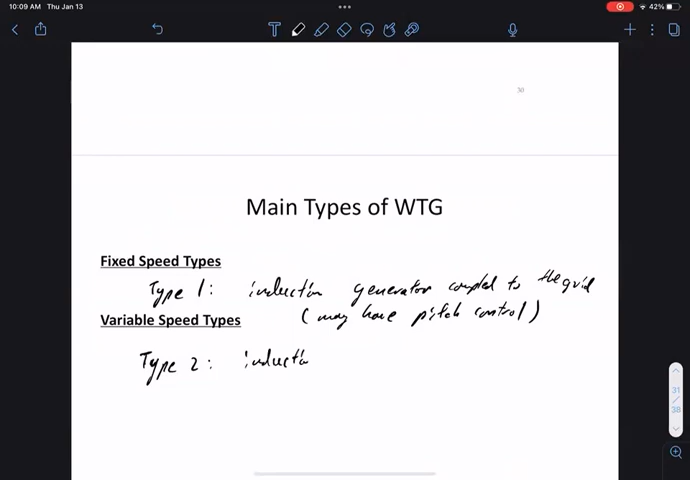 10:09 AM Thu Jan 13
42%
30
Main Types of WTG
Fixed Speed Types
Type 1: induction generator coupled to the grid
(may have pitch control)
Variable Speed Types
Type 2: inductio
31
/
38